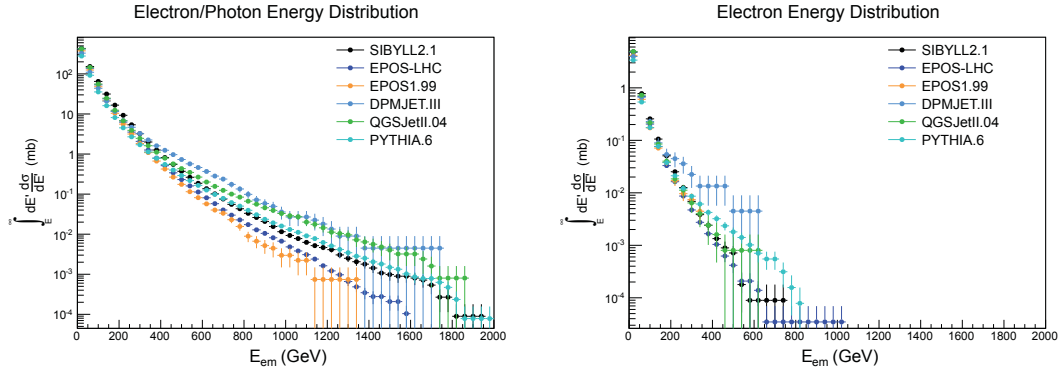 Electron/Photon Energy Distribution
∫_E^∞ dE' dσ/dE' (mb)
10²
10
1
10⁻¹
10⁻²
10⁻³
10⁻⁴
SIBYLL2.1
EPOS-LHC
EPOS1.99
DPMJET.III
QGSJetII.04
PYTHIA.6
0 200 400 600 800 1000 1200 1400 1600 1800 2000
E_em (GeV)
Electron Energy Distribution
∫_E^∞ dE' dσ/dE' (mb)
1
10⁻¹
10⁻²
10⁻³
10⁻⁴
SIBYLL2.1
EPOS-LHC
EPOS1.99
DPMJET.III
QGSJetII.04
PYTHIA.6
0 200 400 600 800 1000 1200 1400 1600 1800 2000
E_em (GeV)